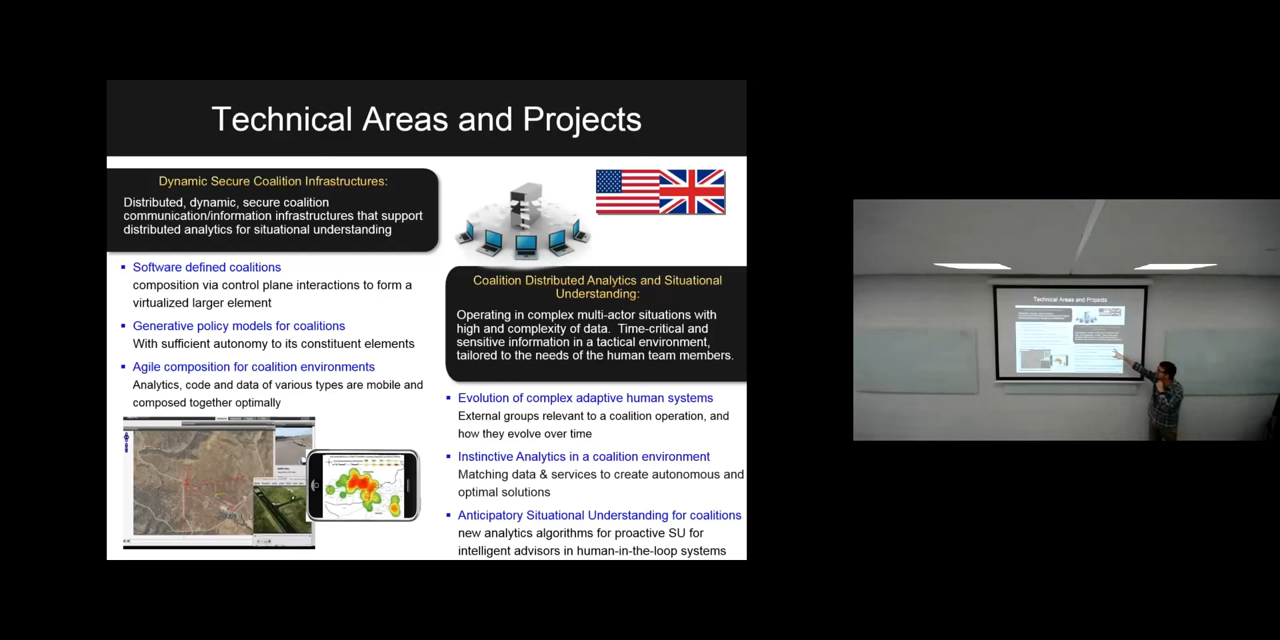 Technical Areas and Projects
Dynamic Secure Coalition Infrastructures:
Distributed, dynamic, secure coalition
communication/information infrastructures that support
distributed analytics for situational understanding
Software defined coalitions
composition via control plane interactions to form a
virtualized larger element
Generative policy models for coalitions
With sufficient autonomy to its constituent elements
Agile composition for coalition environments
Analytics, code and data of various types are mobile and
composed together optimally
Coalition Distributed Analytics and Situational
Understanding:
Operating in complex multi-actor situations with
high and complexity of data. Time-critical and
sensitive information in a tactical environment,
tailored to the needs of the human team members.
Evolution of complex adaptive human systems
External groups relevant to a coalition operation, and
how they evolve over time
Instinctive Analytics in a coalition environment
Matching data & services to create autonomous and
optimal solutions
Anticipatory Situational Understanding for coalitions
new analytics algorithms for proactive SU for
intelligent advisors in human-in-the-loop systems
Technical Areas and Projects